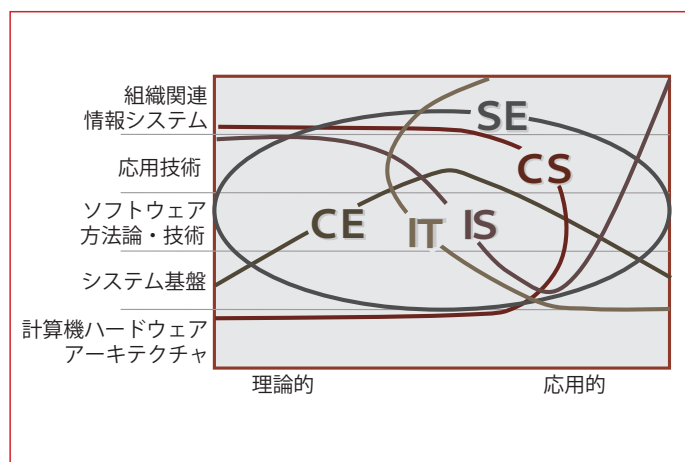 組織関連
情報システム
応用技術
ソフトウェア
方法論・技術
システム基盤
計算機ハードウェア
アーキテクチャ
SE
CS
CE
IT
IS
理論的
応用的